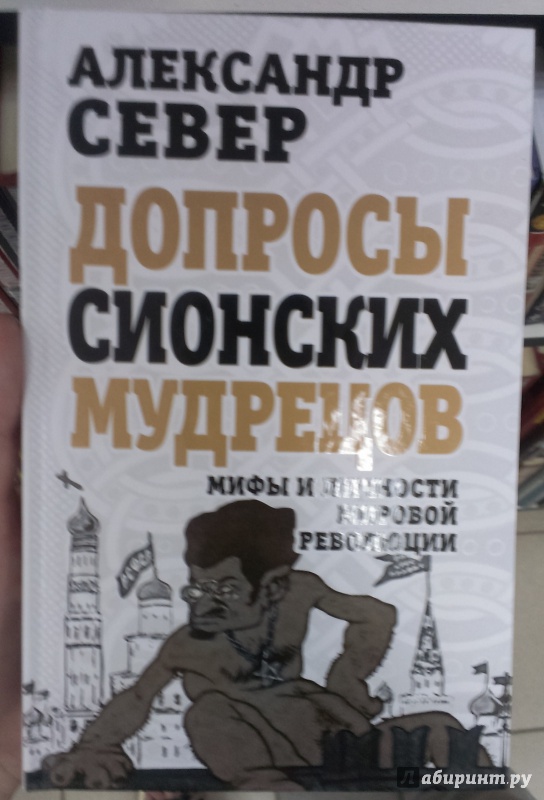 АЛЕКСАНДР
СЕВЕР
ДОПРОСЫ
СИОНСКИХ
МУДРЕЦОВ
МИФЫ И ЛИЧНОСТИ
МИРОВОЙ
РЕВОЛЮЦИИ
Лабиринт.ру